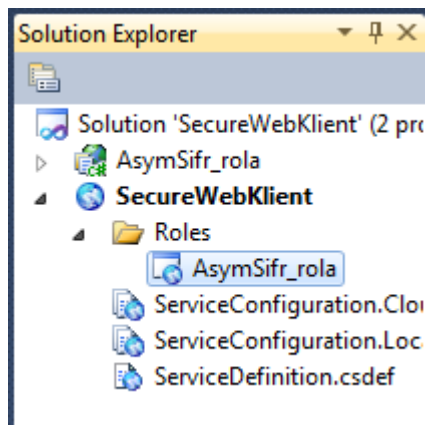 Solution Explorer
Solution 'SecureWebKlient' (2 pro
AsymSifr_rola
SecureWebKlient
Roles
AsymSifr_rola
ServiceConfiguration.Clou
ServiceConfiguration.Loc
ServiceDefinition.csdef